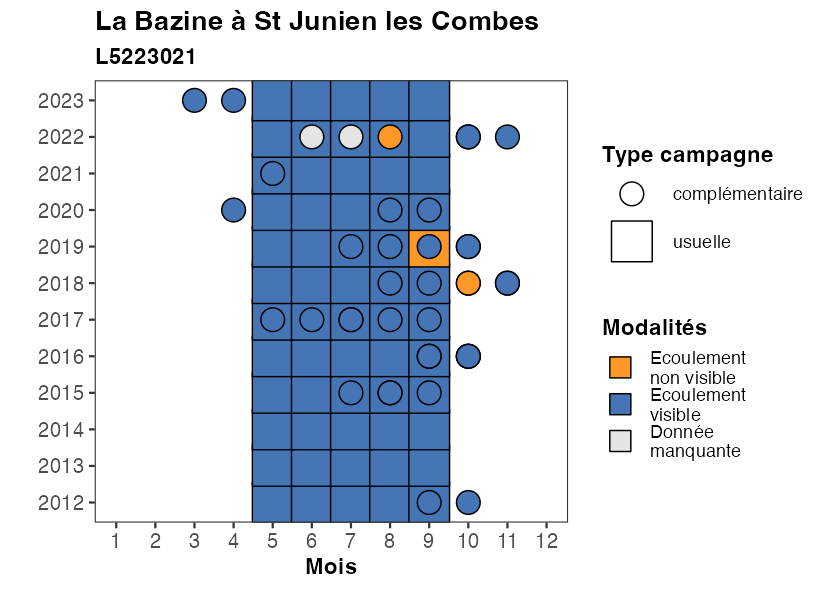 La Bazine à St Junien les Combes
L5223021
2023
2022
2021
2020
2019
2018
2017
2016
2015
2014
2013
2012
1 2 3 4 5 6 7 8 9 10 11 12
Mois
Type campagne
complémentaire
usuelle
Modalités
Ecoulement
non visible
Ecoulement
visible
Donnée
manquante